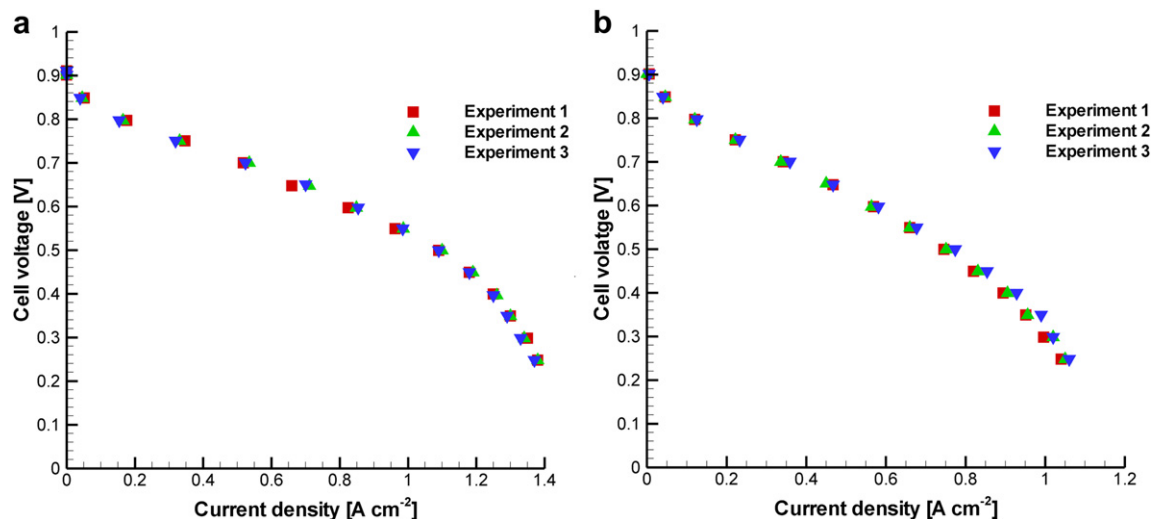 a
1
0.9
0.8
0.7
0.6
0.5
0.4
0.3
0.2
0.1
0
Cell voltage [V]
Experiment 1
Experiment 2
Experiment 3
0 0.2 0.4 0.6 0.8 1 1.2 1.4
Current density [A cm⁻²]
b
1
0.9
0.8
0.7
0.6
0.5
0.4
0.3
0.2
0.1
0
Cell volatge [V]
Experiment 1
Experiment 2
Experiment 3
0.2 0.4 0.6 0.8 1 1.2
Current density [A cm⁻²]